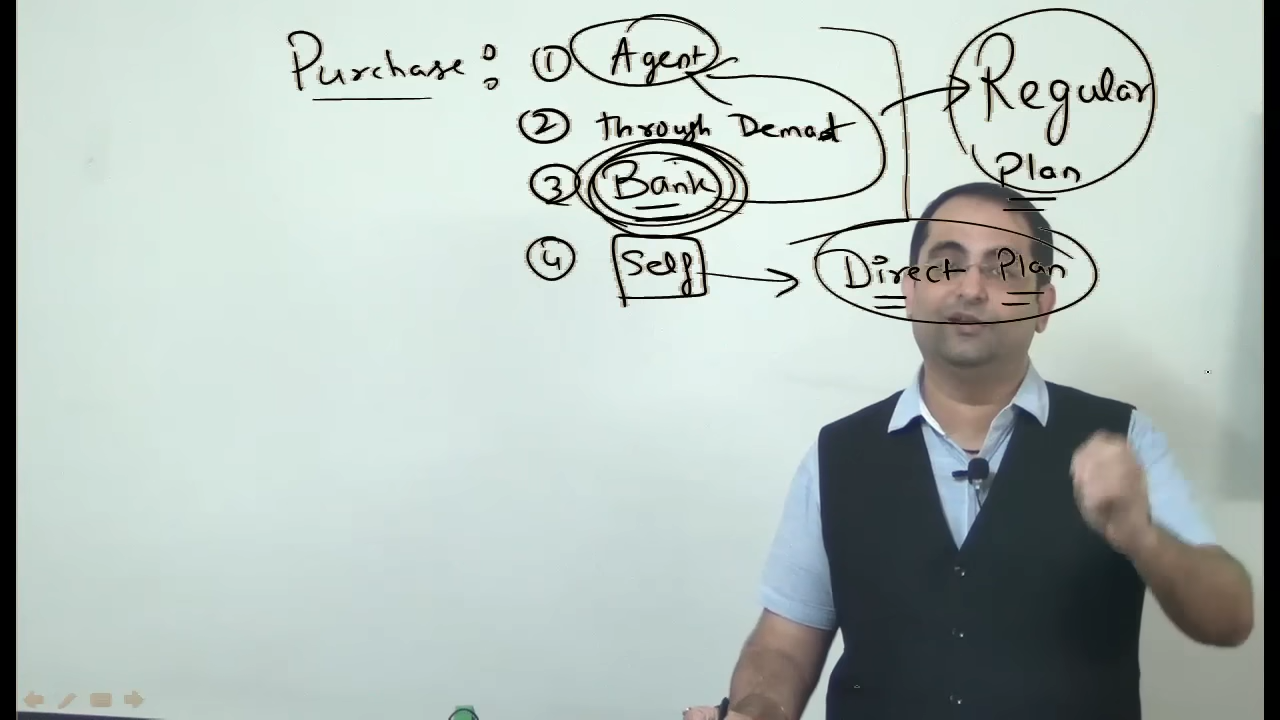 Purchase: ① Agent
② through Demat
③ Bank
④ Self
Regular
Plan
Direct Plan